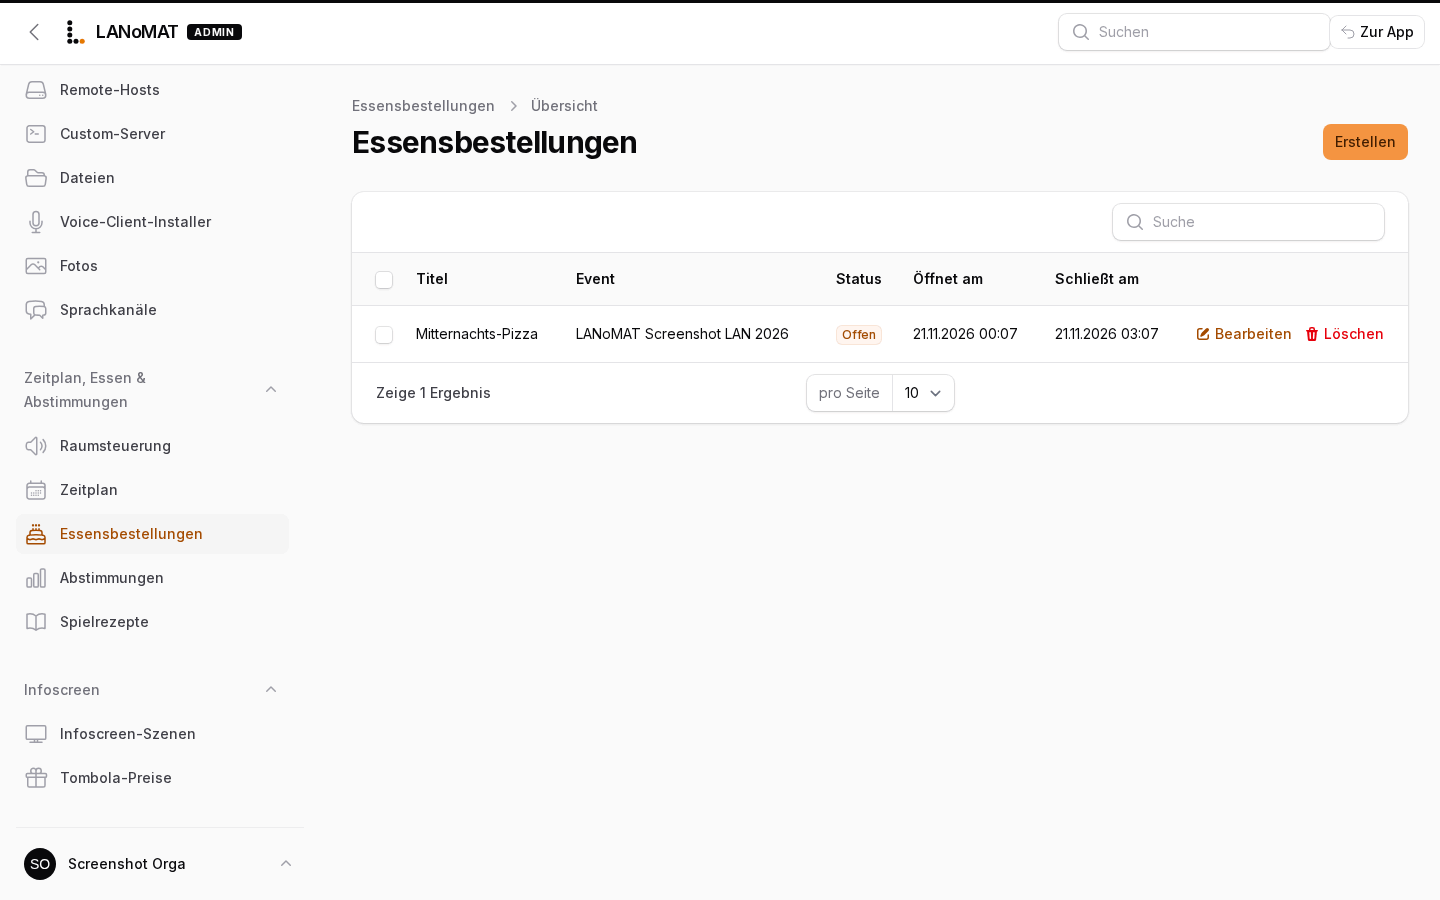 LANoMAT ADMIN
Suchen
Zur App
Remote-Hosts
Custom-Server
Dateien
Voice-Client-Installer
Fotos
Sprachkanäle
Zeitplan, Essen &
Abstimmungen
Raumsteuerung
Zeitplan
Essensbestellungen
Abstimmungen
Spielrezepte
Infoscreen
Infoscreen-Szenen
Tombola-Preise
SO Screenshot Orga
Essensbestellungen Übersicht
Essensbestellungen
Erstellen
Suche
Titel Event Status Öffnet am Schließt am
Mitternachts-Pizza LANoMAT Screenshot LAN 2026 Offen 21.11.2026 00:07 21.11.2026 03:07 Bearbeiten Löschen
Zeige 1 Ergebnis pro Seite 10